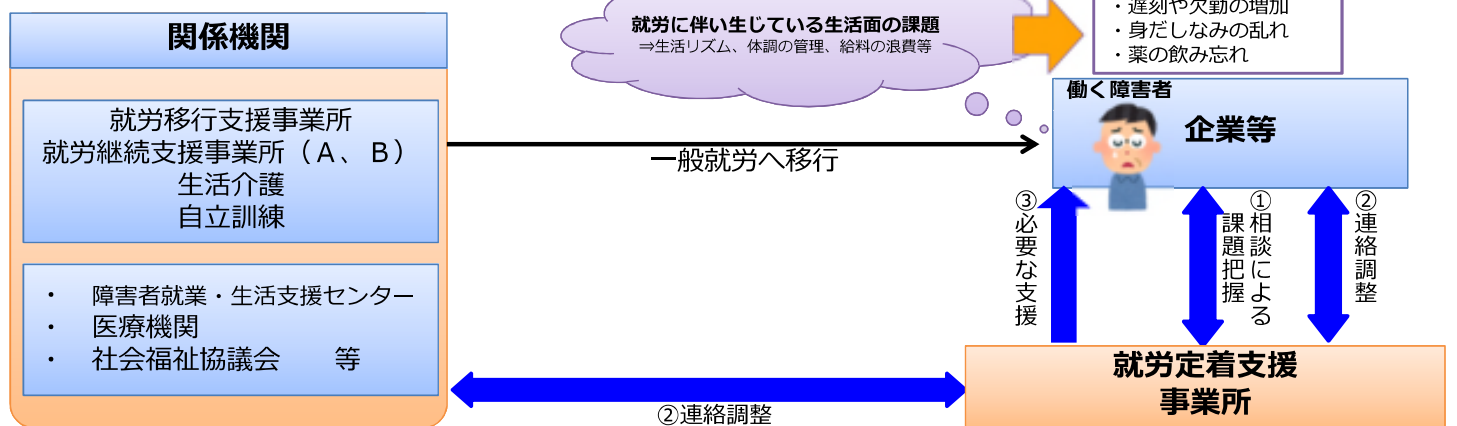 関係機関
就労移行支援事業所
就労継続支援事業所（Ａ、Ｂ）
生活介護
自立訓練
・　障害者就業・生活支援センター
・　医療機関
・　社会福祉協議会　　等
就労に伴い生じている生活面の課題
⇒生活リズム、体調の管理、給料の浪費等
・遅刻や欠勤の増加
・身だしなみの乱れ
・薬の飲み忘れ
働く障害者
企業等
一般就労へ移行
③必要な支援
①相談による
課題把握
②連絡調整
就労定着支援
事業所
②連絡調整